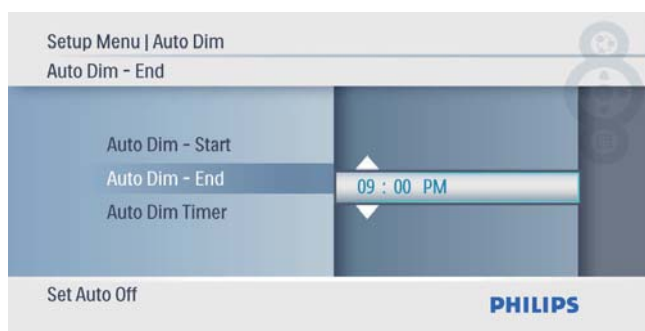 Setup Menu | Auto Dim
Auto Dim - End
Auto Dim - Start
Auto Dim - End
09 : 00 PM
Auto Dim Timer
Set Auto Off
PHILIPS